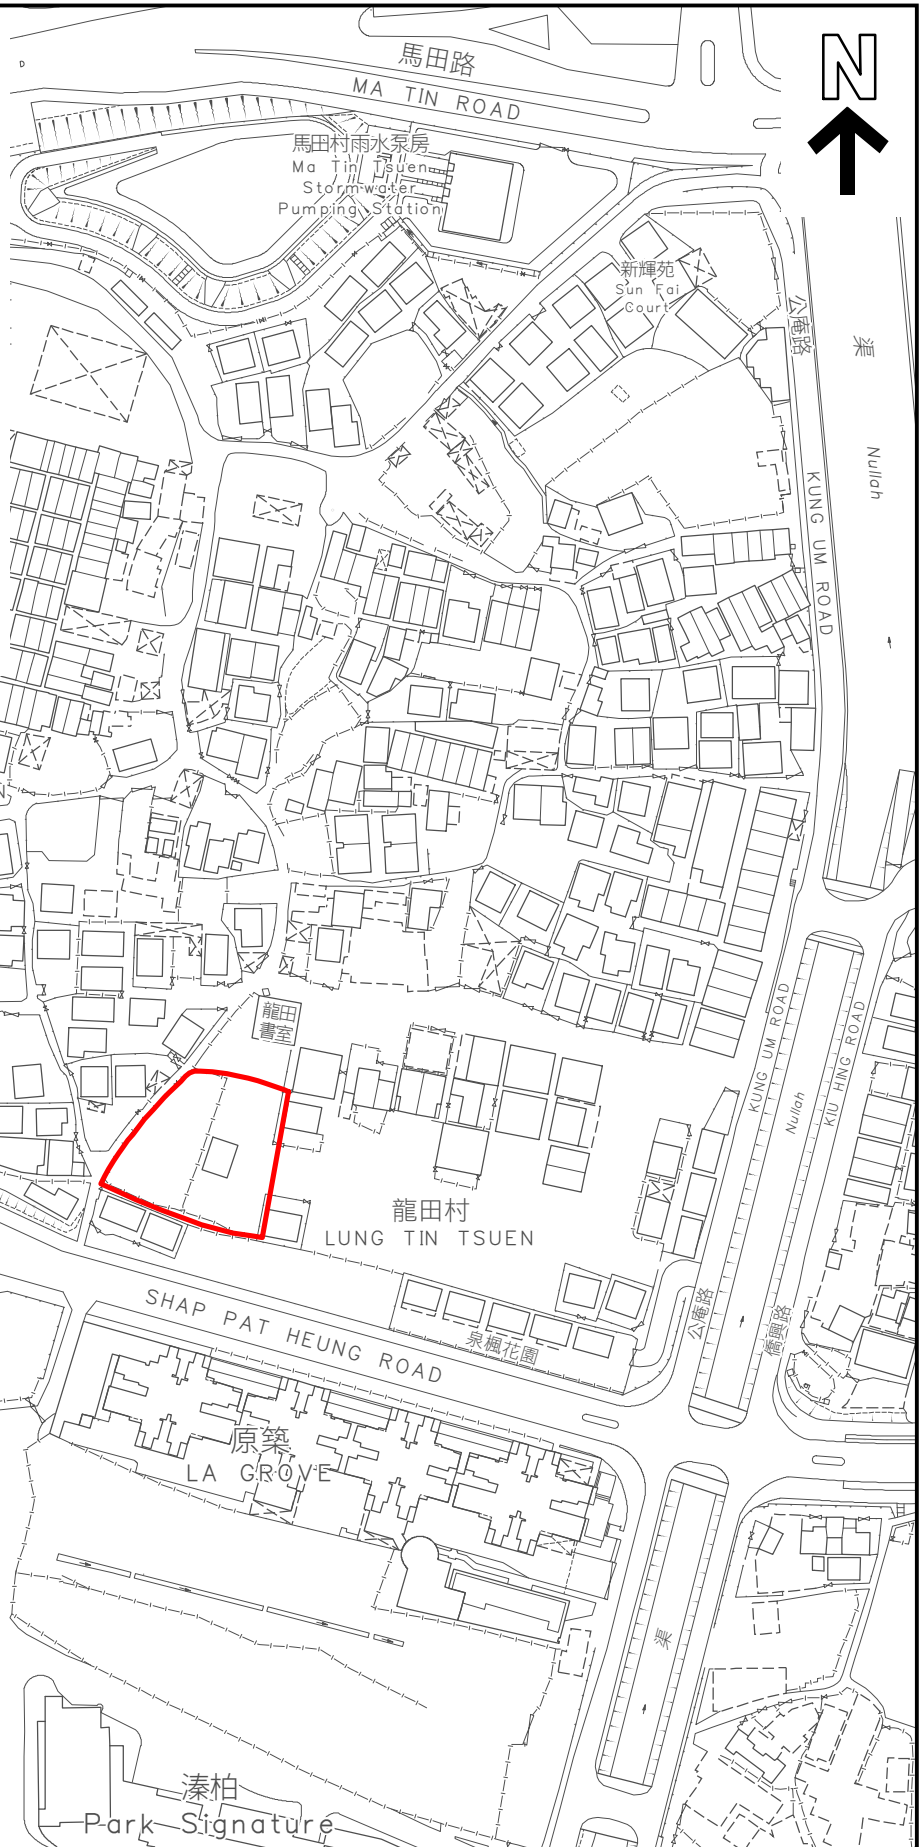 N
馬田路
MA TIN ROAD
馬田村雨水泵房
Ma Tin Tsuen
Stormwater
Pumping Station
新輝苑
Sun Fai
Court
公庵路
KUNG UM ROAD
渠
Nullah
龍田
書室
KUNG UM ROAD
Nullah
KIU HING ROAD
龍田村
LUNG TIN TSUEN
SHAP PAT HEUNG ROAD
泉楓花園
公庵路
僑興路
原築
LA GROVE
渠
溱柏
Park Signature